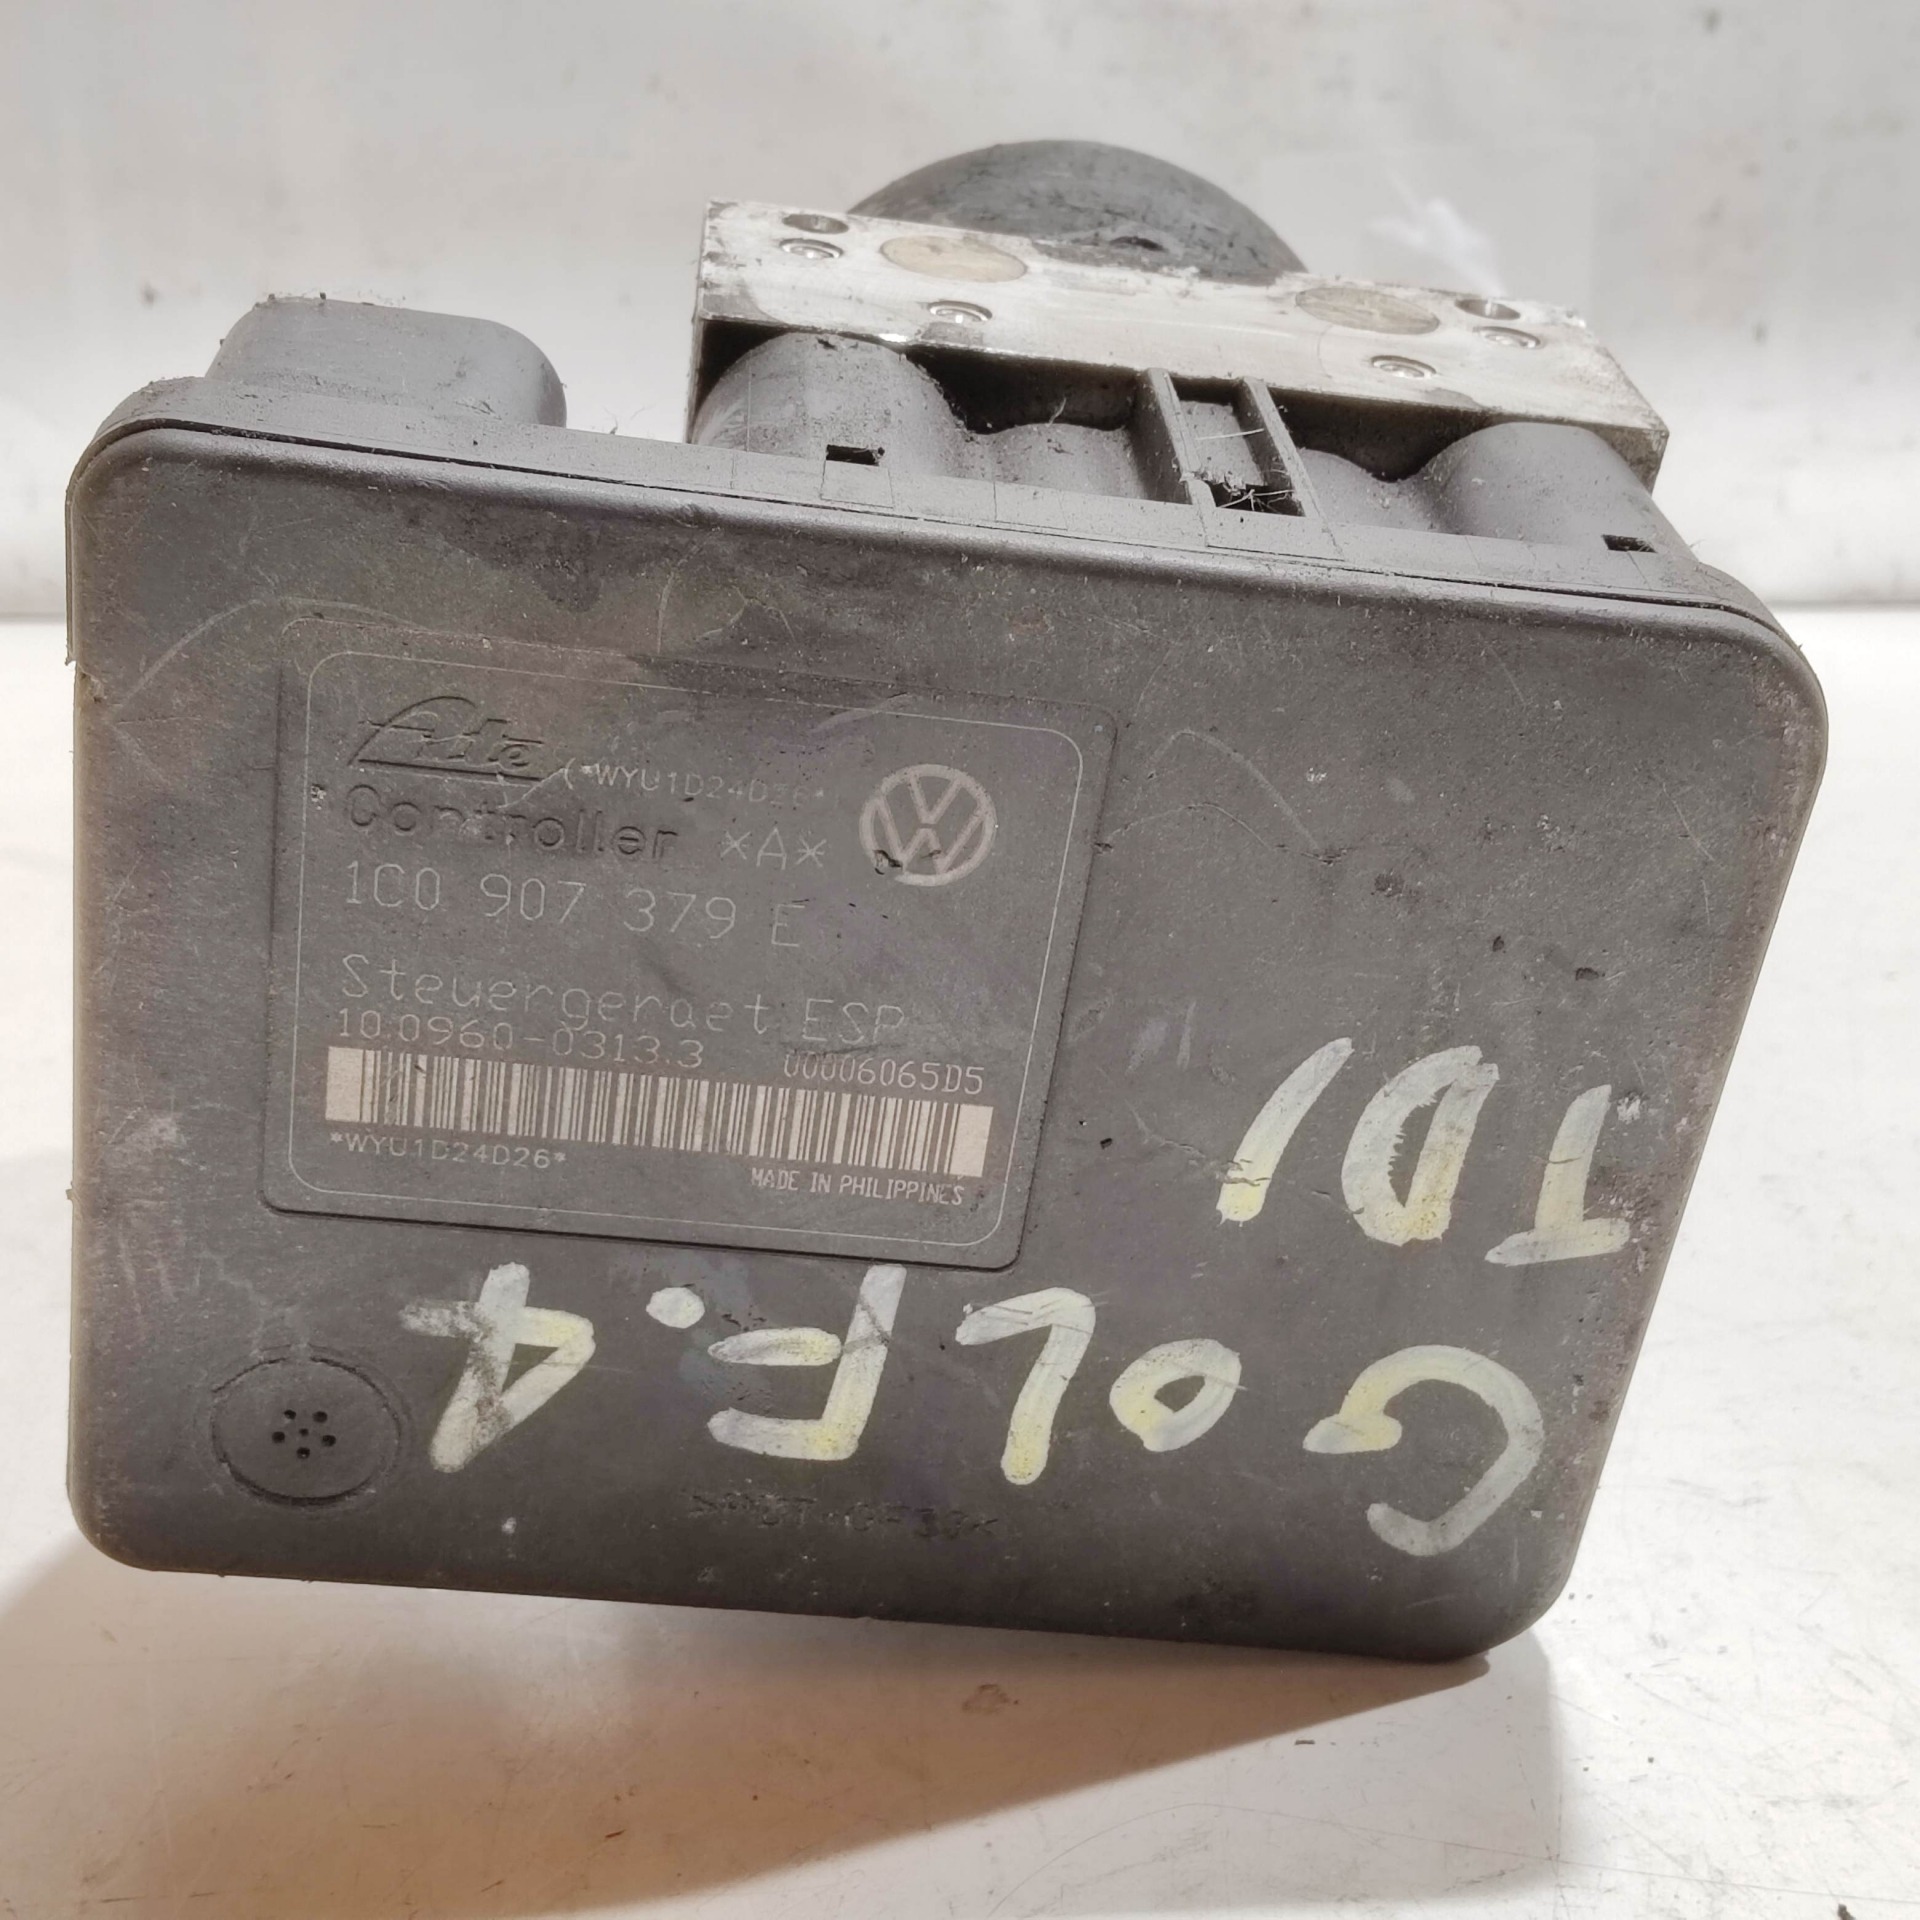 Ate
(*WYU1D24D26*
Controller *A*
1C0 907 379 E
Steuergeraet ESP
10.0960-0313.3 00006065D5
*WYU1D24D26*
MADE IN PHILIPPINES
GOLF.4
TDI